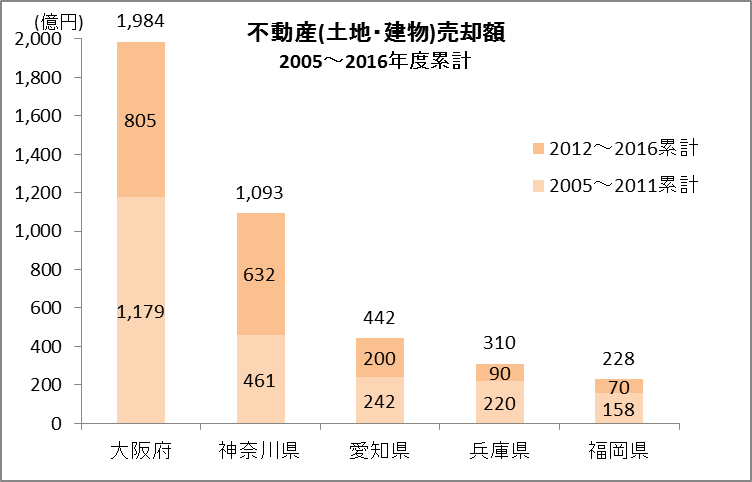 (億円)
不動産(土地・建物)売却額
2005～2016年度累計
2,000
1,800
1,600
1,400
1,200
1,000
800
600
400
200
0
1,984
805
1,179
1,093
632
461
442
200
242
310
90
220
228
70
158
2012～2016累計
2005～2011累計
大阪府
神奈川県
愛知県
兵庫県
福岡県